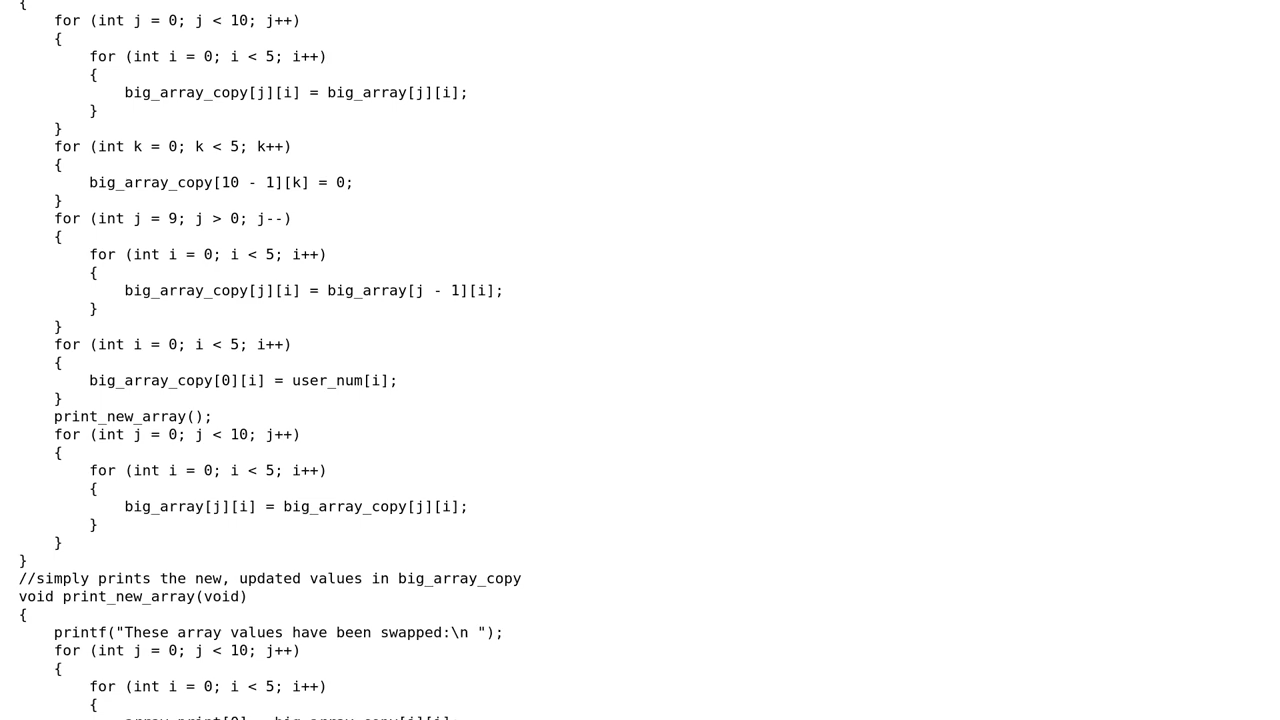 {
    for (int j = 0; j < 10; j++)
    {
        for (int i = 0; i < 5; i++)
        {
            big_array_copy[j][i] = big_array[j][i];
        }
    }
    for (int k = 0; k < 5; k++)
    {
        big_array_copy[10 - 1][k] = 0;
    }
    for (int j = 9; j > 0; j--)
    {
        for (int i = 0; i < 5; i++)
        {
            big_array_copy[j][i] = big_array[j - 1][i];
        }
    }
    for (int i = 0; i < 5; i++)
    {
        big_array_copy[0][i] = user_num[i];
    }
    print_new_array();
    for (int j = 0; j < 10; j++)
    {
        for (int i = 0; i < 5; i++)
        {
            big_array[j][i] = big_array_copy[j][i];
        }
    }
}
//simply prints the new, updated values in big_array_copy
void print_new_array(void)
{
    printf("These array values have been swapped:\n ");
    for (int j = 0; j < 10; j++)
    {
        for (int i = 0; i < 5; i++)
        {